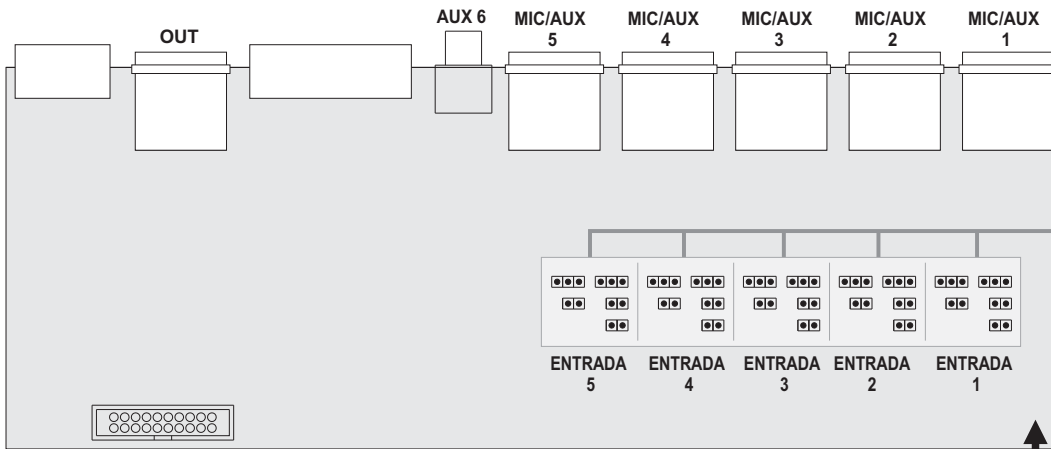 OUT
AUX 6
MIC/AUX
5
MIC/AUX
4
MIC/AUX
3
MIC/AUX
2
MIC/AUX
1
ENTRADA
5
ENTRADA
4
ENTRADA
3
ENTRADA
2
ENTRADA
1